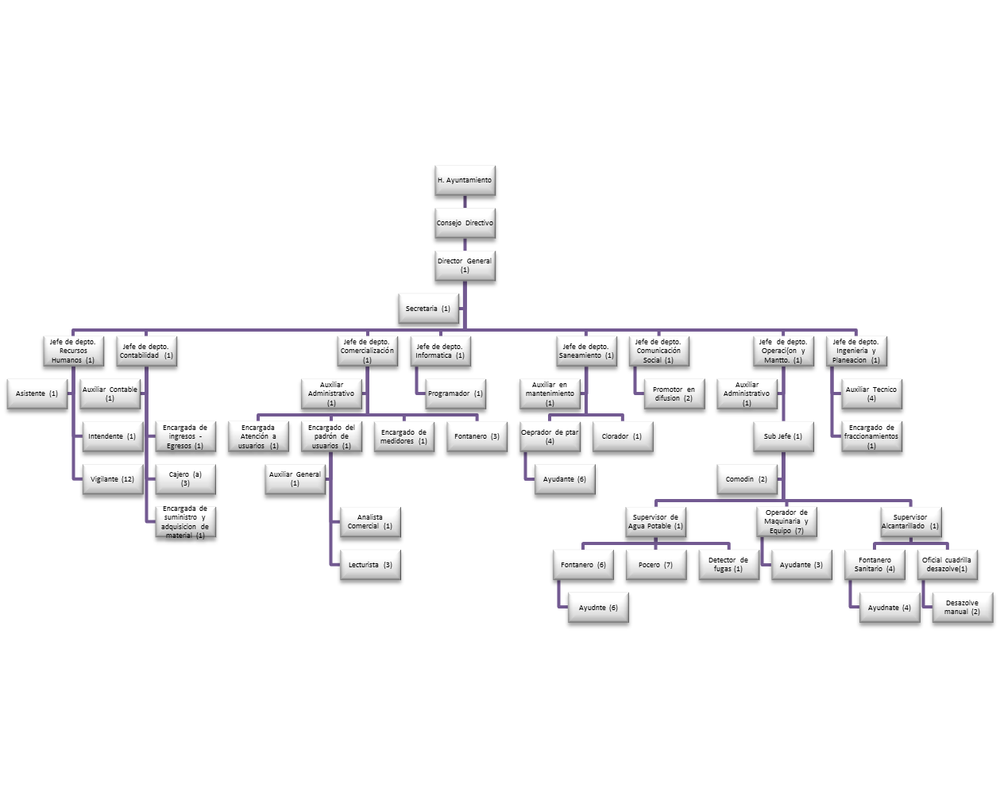 H. Ayuntamiento
Consejo Directivo
Director General
(1)
Secretaria (1)
Jefe de depto.
Recursos
Humanos (1)
Jefe de depto.
Contabilidad (1)
Jefe de depto.
Comercialización
(1)
Jefe de depto.
Informatica (1)
Jefe de depto.
Saneamiento (1)
Jefe de depto.
Comunicación
Social (1)
Jefe de depto.
Operaci{on y
Mantto. (1)
Jefe de depto.
Ingenieria y
Planeacion (1)
Asistente (1)
Auxiliar Contable
(1)
Auxiliar
Administrativo
(1)
Programador (1)
Auxiliar en
mantenimiento
(1)
Promotor en
difusion (2)
Auxiliar
Administrativo
(1)
Auxiliar Tecnico
(4)
Intendente (1)
Encargada de
ingresos -
Egresos (1)
Encargada
Atención a
usuarios (1)
Encargado del
padrón de
usuarios (1)
Encargado de
medidores (1)
Fontanero (3)
Oeprador de ptar
(4)
Clorador (1)
Sub Jefe (1)
Encargado de
fraccionamientos
(1)
Vigilante (12)
Cajero (a)
(3)
Auxiliar General
(1)
Ayudante (6)
Comodin (2)
Encargada de
suministro y
adquisicion de
material (1)
Analista
Comercial (1)
Supervisor de
Agua Potable (1)
Operador de
Maquinaria y
Equipo (7)
Supervisor
Alcantarillado (1)
Lecturista (3)
Fontanero (6)
Pocero (7)
Detector de
fugas (1)
Ayudante (3)
Fontanero
Sanitario (4)
Oficial cuadrilla
desazolve(1)
Ayudnte (6)
Ayudnate (4)
Desazolve
manual (2)